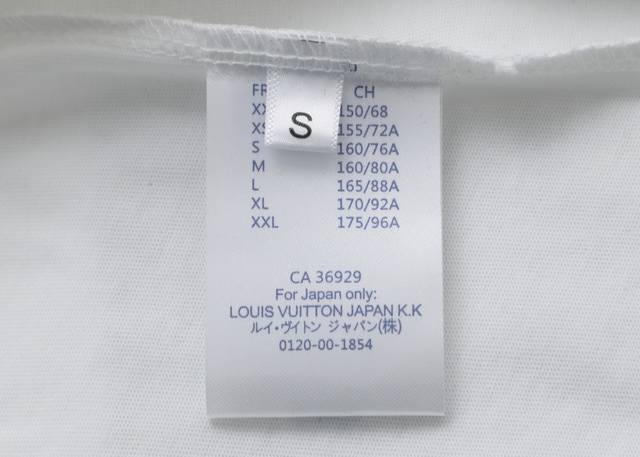 FR CH
150/68
155/72A
S 160/76A
M 160/80A
L 165/88A
XL 170/92A
XXL 175/96A
S
CA 36929
For Japan only:
LOUIS VUITTON JAPAN K.K
ルイ・ヴィトン ジャパン(株)
0120-00-1854